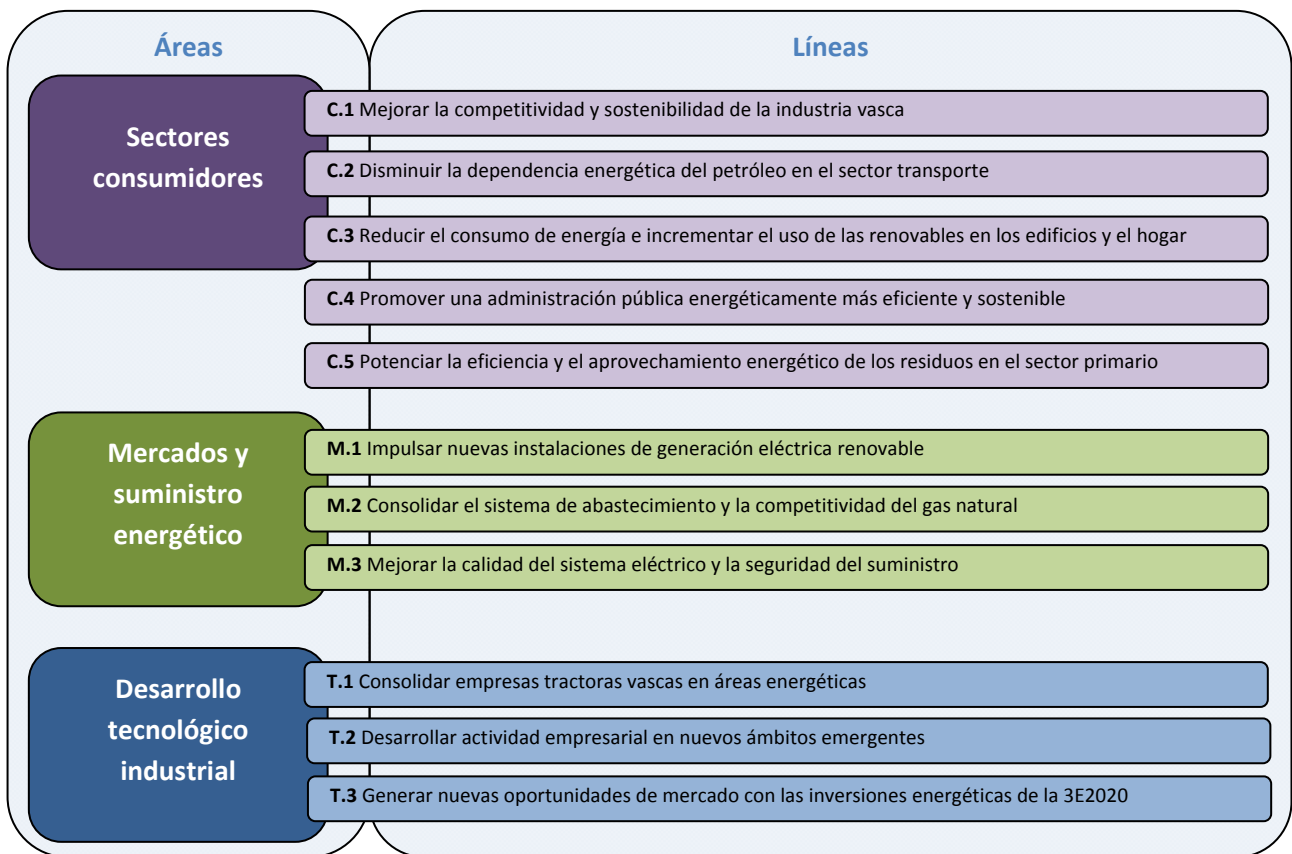 Áreas
Líneas
Sectores
consumidores
C.1 Mejorar la competitividad y sostenibilidad de la industria vasca
C.2 Disminuir la dependencia energética del petróleo en el sector transporte
C.3 Reducir el consumo de energía e incrementar el uso de las renovables en los edificios y el hogar
C.4 Promover una administración pública energéticamente más eficiente y sostenible
C.5 Potenciar la eficiencia y el aprovechamiento energético de los residuos en el sector primario
Mercados y
suministro
energético
M.1 Impulsar nuevas instalaciones de generación eléctrica renovable
M.2 Consolidar el sistema de abastecimiento y la competitividad del gas natural
M.3 Mejorar la calidad del sistema eléctrico y la seguridad del suministro
Desarrollo
tecnológico
industrial
T.1 Consolidar empresas tractoras vascas en áreas energéticas
T.2 Desarrollar actividad empresarial en nuevos ámbitos emergentes
T.3 Generar nuevas oportunidades de mercado con las inversiones energéticas de la 3E2020